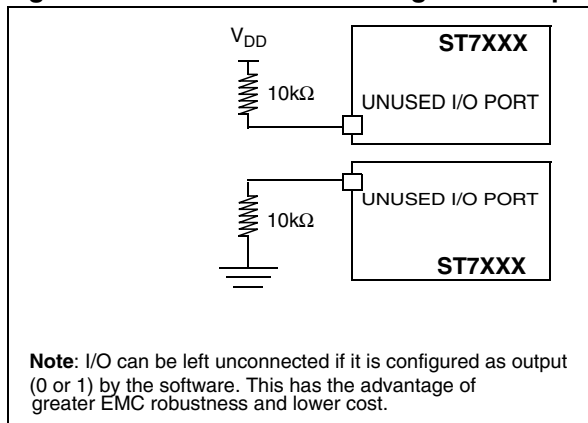 V_DD
ST7XXX
10kΩ
UNUSED I/O PORT
UNUSED I/O PORT
10kΩ
ST7XXX
Note: I/O can be left unconnected if it is configured as output
(0 or 1) by the software. This has the advantage of
greater EMC robustness and lower cost.